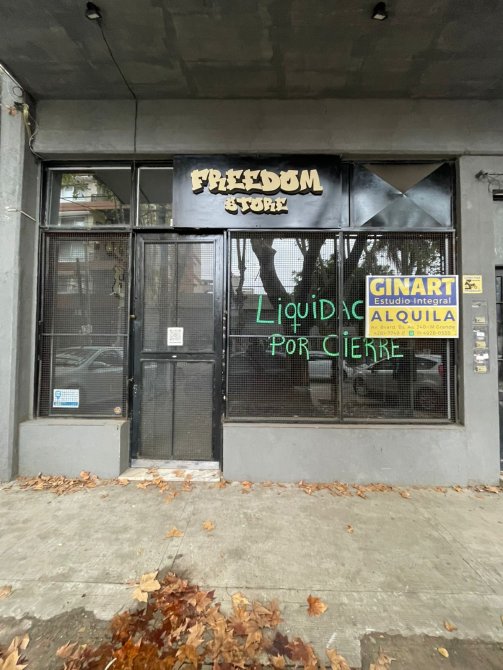 FREEDOM
STORE
LIQUIDAC
POR CIERRE
GINART
Estudio Integral
ALQUILA